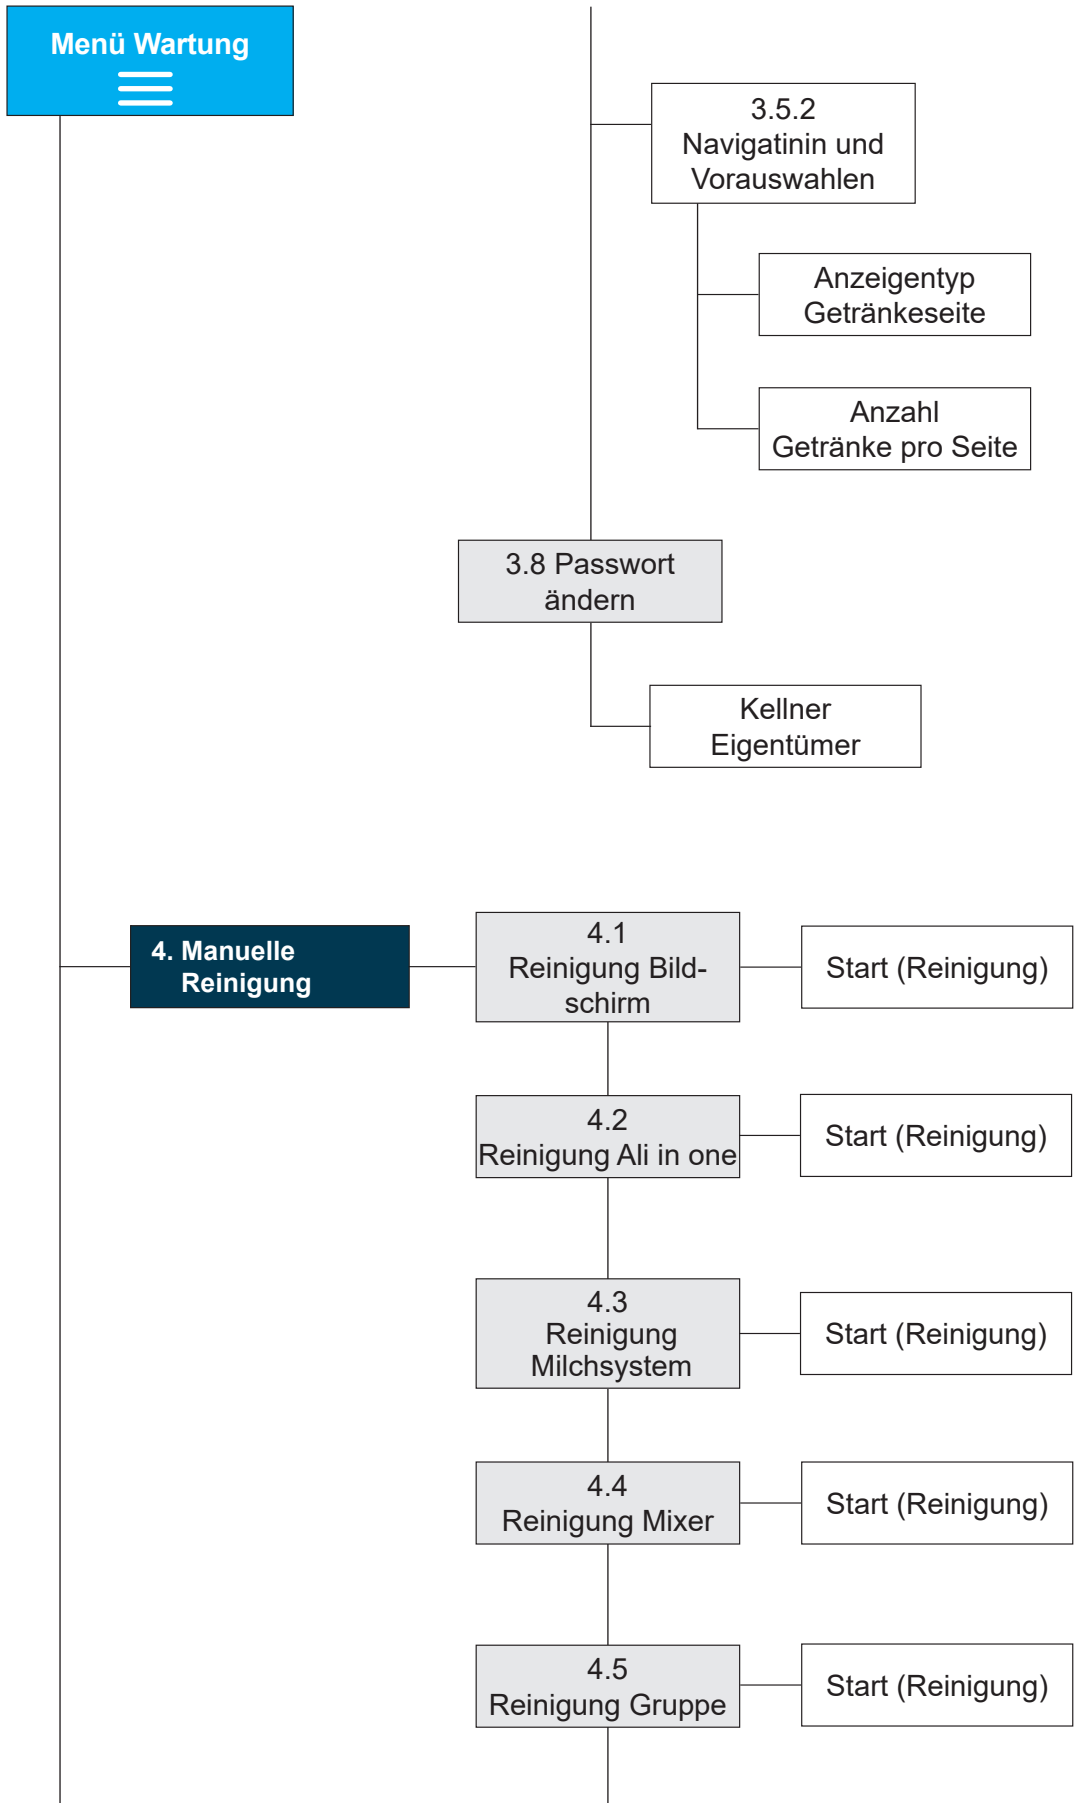 Menü Wartung
3.5.2
Navigatinin und
Vorauswahlen
Anzeigentyp
Getränkeseite
Anzahl
Getränke pro Seite
3.8 Passwort
ändern
Kellner
Eigentümer
4. Manuelle
Reinigung
4.1
Reinigung Bild-
schirm
Start (Reinigung)
4.2
Reinigung Ali in one
Start (Reinigung)
4.3
Reinigung
Milchsystem
Start (Reinigung)
4.4
Reinigung Mixer
Start (Reinigung)
4.5
Reinigung Gruppe
Start (Reinigung)